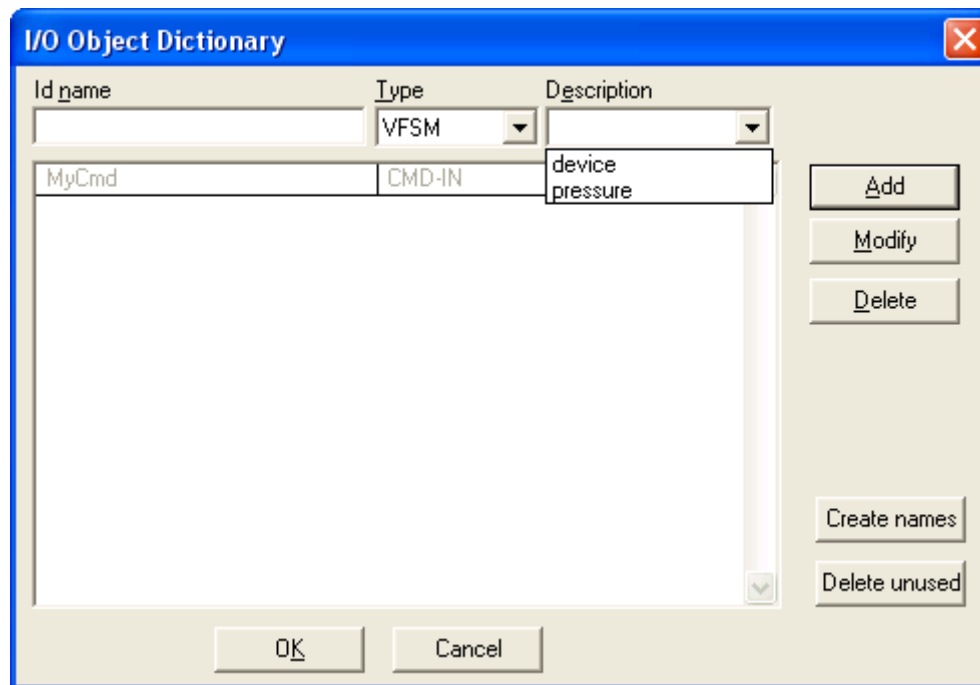 I/O Object Dictionary
Id name Type Description
VFSM
device
MyCmd CMD-IN pressure
Add
Modify
Delete
Create names
Delete unused
OK Cancel